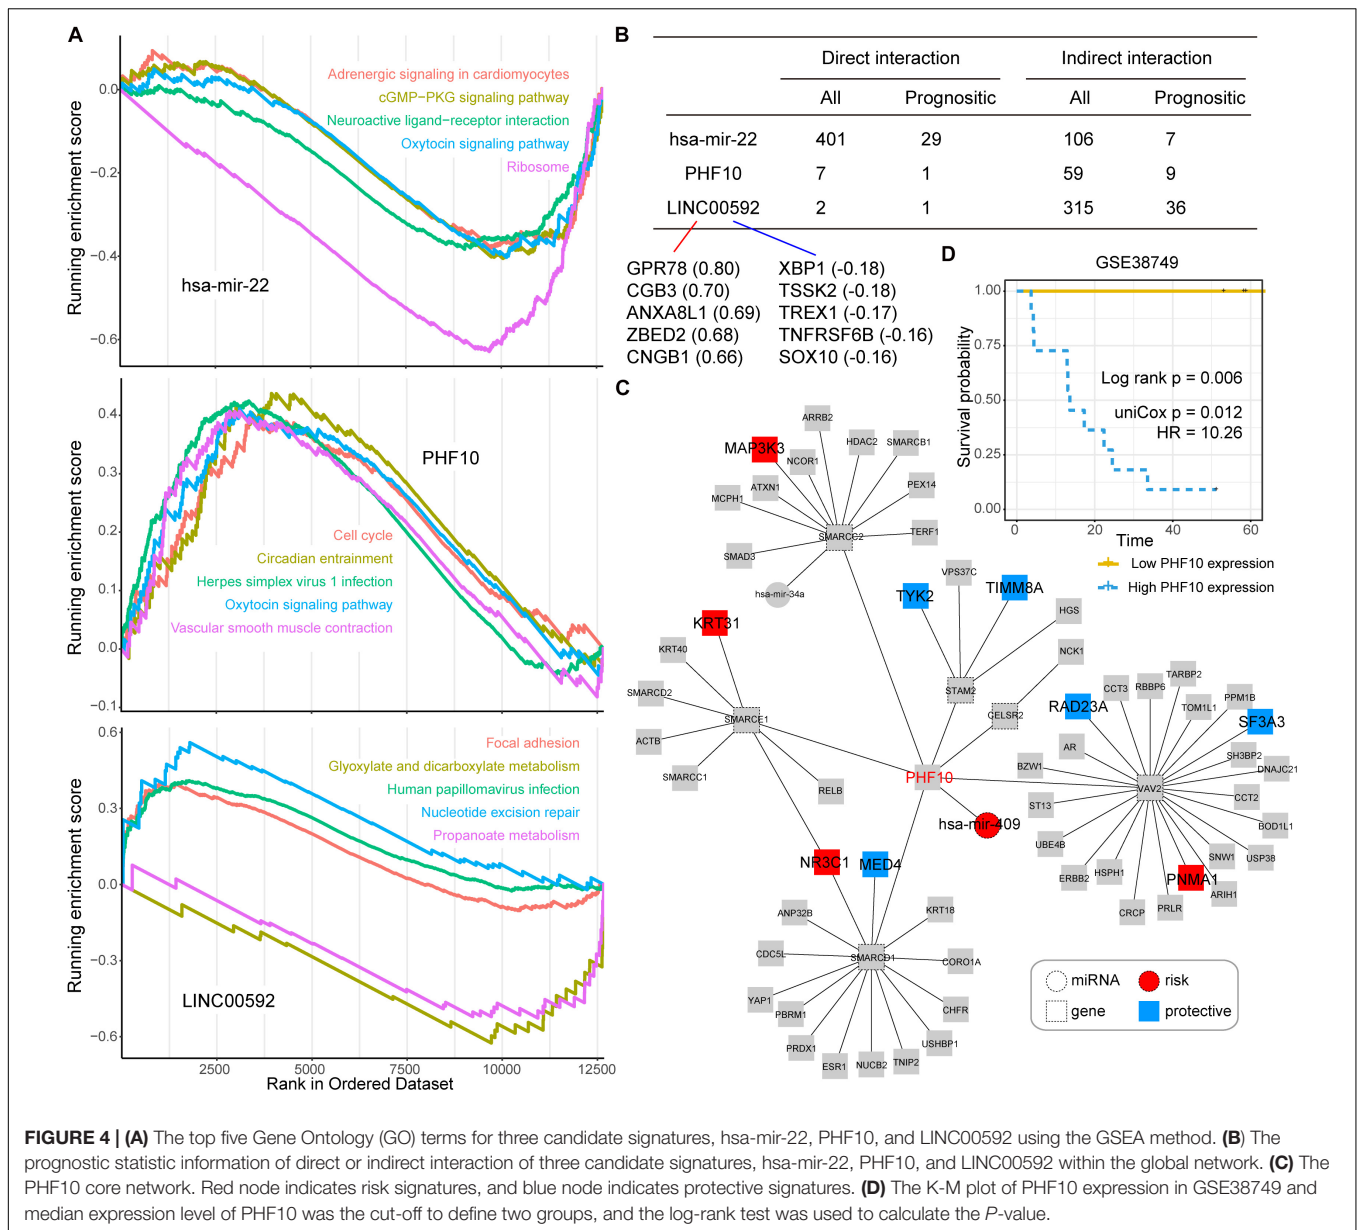 A
Running enrichment score
0.0
−0.2
−0.4
−0.6
Adrenergic signaling in cardiomyocytes
cGMP−PKG signaling pathway
Neuroactive ligand−receptor interaction
Oxytocin signaling pathway
Ribosome
hsa-mir-22
Running enrichment score
0.4
0.3
0.2
0.1
0.0
−0.1
PHF10
Cell cycle
Circadian entrainment
Herpes simplex virus 1 infection
Oxytocin signaling pathway
Vascular smooth muscle contraction
Running enrichment score
0.6
0.3
0.0
−0.3
−0.6
Focal adhesion
Glyoxylate and dicarboxylate metabolism
Human papillomavirus infection
Nucleotide excision repair
Propanoate metabolism
LINC00592
2500 5000 7500 10000 12500
Rank in Ordered Dataset
B
Direct interaction Indirect interaction
All Prognositic All Prognositic
hsa-mir-22 401 29 106 7
PHF10 7 1 59 9
LINC00592 2 1 315 36
GPR78 (0.80) XBP1 (-0.18)
CGB3 (0.70) TSSK2 (-0.18)
ANXA8L1 (0.69) TREX1 (-0.17)
ZBED2 (0.68) TNFRSF6B (-0.16)
CNGB1 (0.66) SOX10 (-0.16)
D
GSE38749
Survival probability
1.00
0.75
0.50
0.25
0.00
Log rank p = 0.006
uniCox p = 0.012
HR = 10.26
0 20 40 60
Time
Low PHF10 expression
High PHF10 expression
C
ARRB2
MAP3K3
HDAC2
SMARCB1
NCOR1
ATXN1
PEX14
MCPH1
SMARCC2
TERF1
SMAD3
hsa-mir-34a
VPS37C
TYK2
TIMM8A
HGS
KRT31
NCK1
KRT40
SMARCD2
STAM2
SMARCE1
CELSR2
ACTB
SMARCC1
RELB
PHF10
hsa-mir-409
TARBP2
CCT3
RBBP6
PPM1B
RAD23A
TOM1L1
SF3A3
AR
SH3BP2
BZW1
DNAJC21
VAV2
ST13
CCT2
BOD1L1
UBE4B
SNW1
USP38
ERBB2
HSPH1
PNMA1
ARIH1
CRCP
PRLR
NR3C1
MED4
ANP32B
KRT18
CDC5L
SMARCD1
CORO1A
YAP1
PBRM1
CHFR
PRDX1
USHBP1
ESR1
NUCB2
TNIP2
miRNA risk
gene protective
FIGURE 4 | (A) The top five Gene Ontology (GO) terms for three candidate signatures, hsa-mir-22, PHF10, and LINC00592 using the GSEA method. (B) The
prognostic statistic information of direct or indirect interaction of three candidate signatures, hsa-mir-22, PHF10, and LINC00592 within the global network. (C) The
PHF10 core network. Red node indicates risk signatures, and blue node indicates protective signatures. (D) The K-M plot of PHF10 expression in GSE38749 and
median expression level of PHF10 was the cut-off to define two groups, and the log-rank test was used to calculate the P-value.